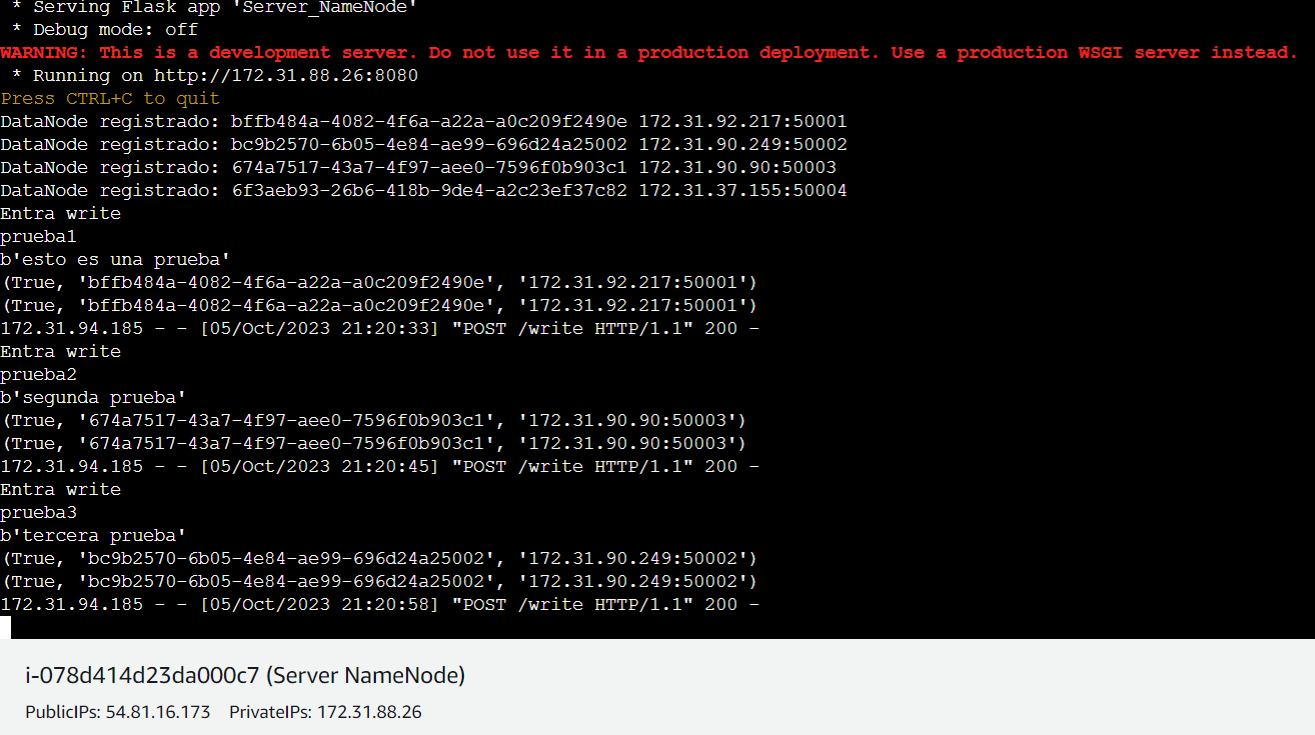 * Serving Flask app 'Server_NameNode'
* Debug mode: off
WARNING: This is a development server. Do not use it in a production deployment. Use a production WSGI server instead.
* Running on http://172.31.88.26:8080
Press CTRL+C to quit
DataNode registrado: bffb484a-4082-4f6a-a22a-a0c209f2490e 172.31.92.217:50001
DataNode registrado: bc9b2570-6b05-4e84-ae99-696d24a25002 172.31.90.249:50002
DataNode registrado: 674a7517-43a7-4f97-aee0-7596f0b903c1 172.31.90.90:50003
DataNode registrado: 6f3aeb93-26b6-418b-9de4-a2c23ef37c82 172.31.37.155:50004
Entra write
prueba1
b'esto es una prueba'
(True, 'bffb484a-4082-4f6a-a22a-a0c209f2490e', '172.31.92.217:50001')
(True, 'bffb484a-4082-4f6a-a22a-a0c209f2490e', '172.31.92.217:50001')
172.31.94.185 - - [05/Oct/2023 21:20:33] "POST /write HTTP/1.1" 200 -
Entra write
prueba2
b'segunda prueba'
(True, '674a7517-43a7-4f97-aee0-7596f0b903c1', '172.31.90.90:50003')
(True, '674a7517-43a7-4f97-aee0-7596f0b903c1', '172.31.90.90:50003')
172.31.94.185 - - [05/Oct/2023 21:20:45] "POST /write HTTP/1.1" 200 -
Entra write
prueba3
b'tercera prueba'
(True, 'bc9b2570-6b05-4e84-ae99-696d24a25002', '172.31.90.249:50002')
(True, 'bc9b2570-6b05-4e84-ae99-696d24a25002', '172.31.90.249:50002')
172.31.94.185 - - [05/Oct/2023 21:20:58] "POST /write HTTP/1.1" 200 -
i-078d414d23da000c7 (Server NameNode)
PublicIPs: 54.81.16.173 PrivateIPs: 172.31.88.26